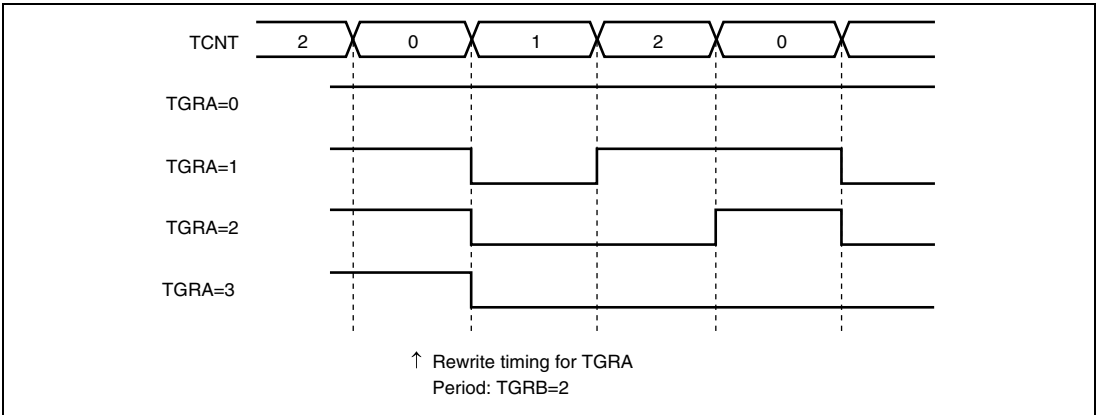 TCNT 2 0 1 2 0
TGRA=0
TGRA=1
TGRA=2
TGRA=3
↑ Rewrite timing for TGRA
Period: TGRB=2